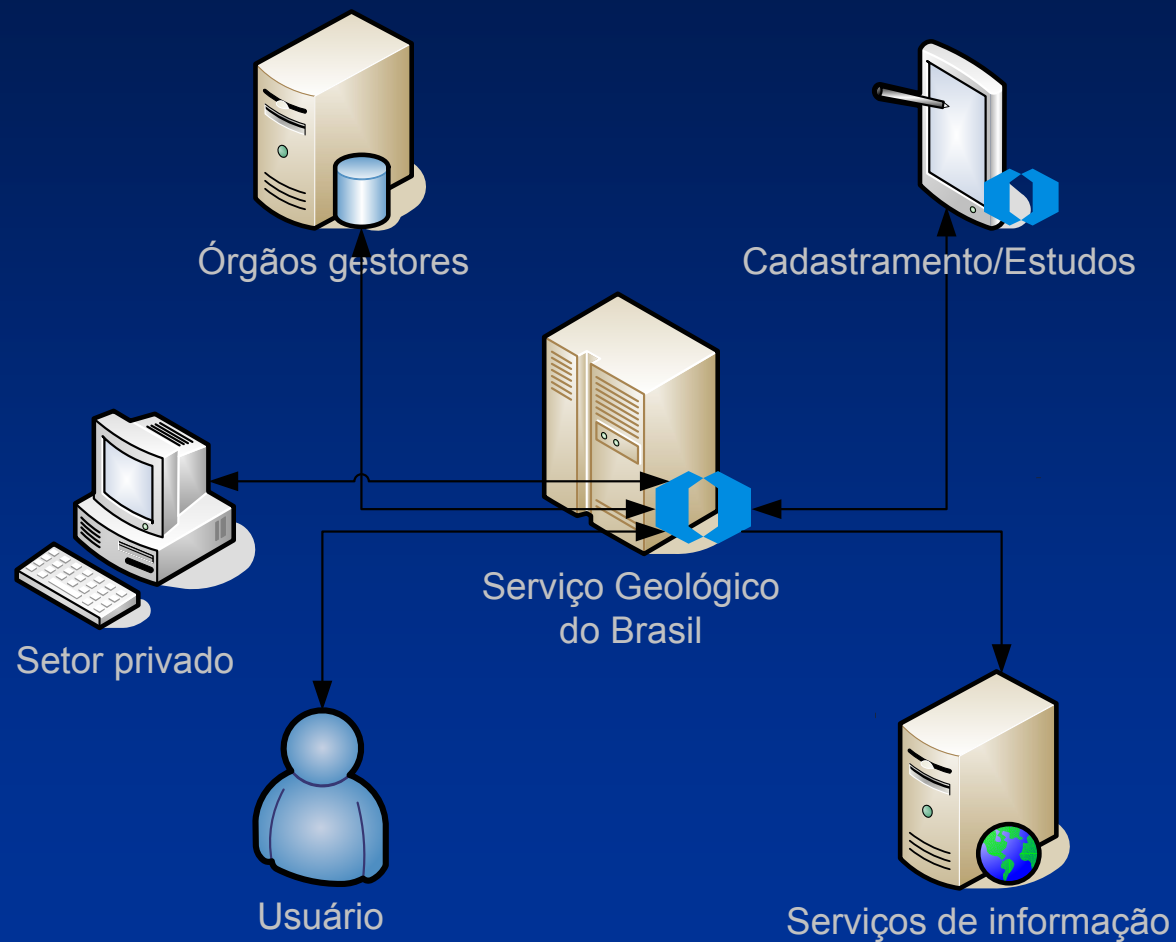 Órgãos gestores
Cadastramento/Estudos
Serviço Geológico
do Brasil
Setor privado
Usuário
Serviços de informação